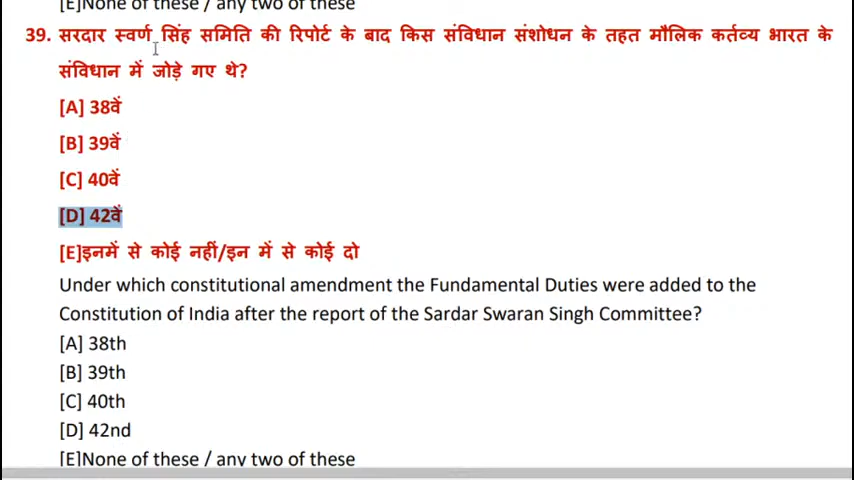 [E]None of these / any two of these
39. सरदार स्वर्ण सिंह समिति की रिपोर्ट के बाद किस संविधान संशोधन के तहत मौलिक कर्तव्य भारत के
संविधान में जोड़े गए थे?
[A] 38वें
[B] 39वें
[C] 40वें
[D] 42वें
[E]इनमें से कोई नहीं/इन में से कोई दो
Under which constitutional amendment the Fundamental Duties were added to the
Constitution of India after the report of the Sardar Swaran Singh Committee?
[A] 38th
[B] 39th
[C] 40th
[D] 42nd
[E]None of these / any two of these